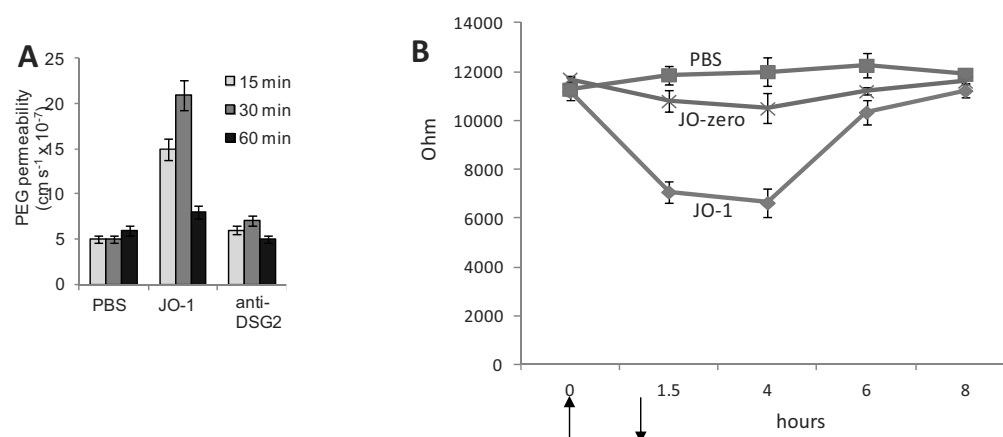 A
PEG permeability
(cm s⁻¹ x 10⁻⁷)
25
20
15
10
5
0
15 min
30 min
60 min
PBS
JO-1
anti-
DSG2
B
Ohm
14000
12000
10000
8000
6000
4000
2000
0
PBS
JO-zero
JO-1
0
1.5
4
6
8
hours